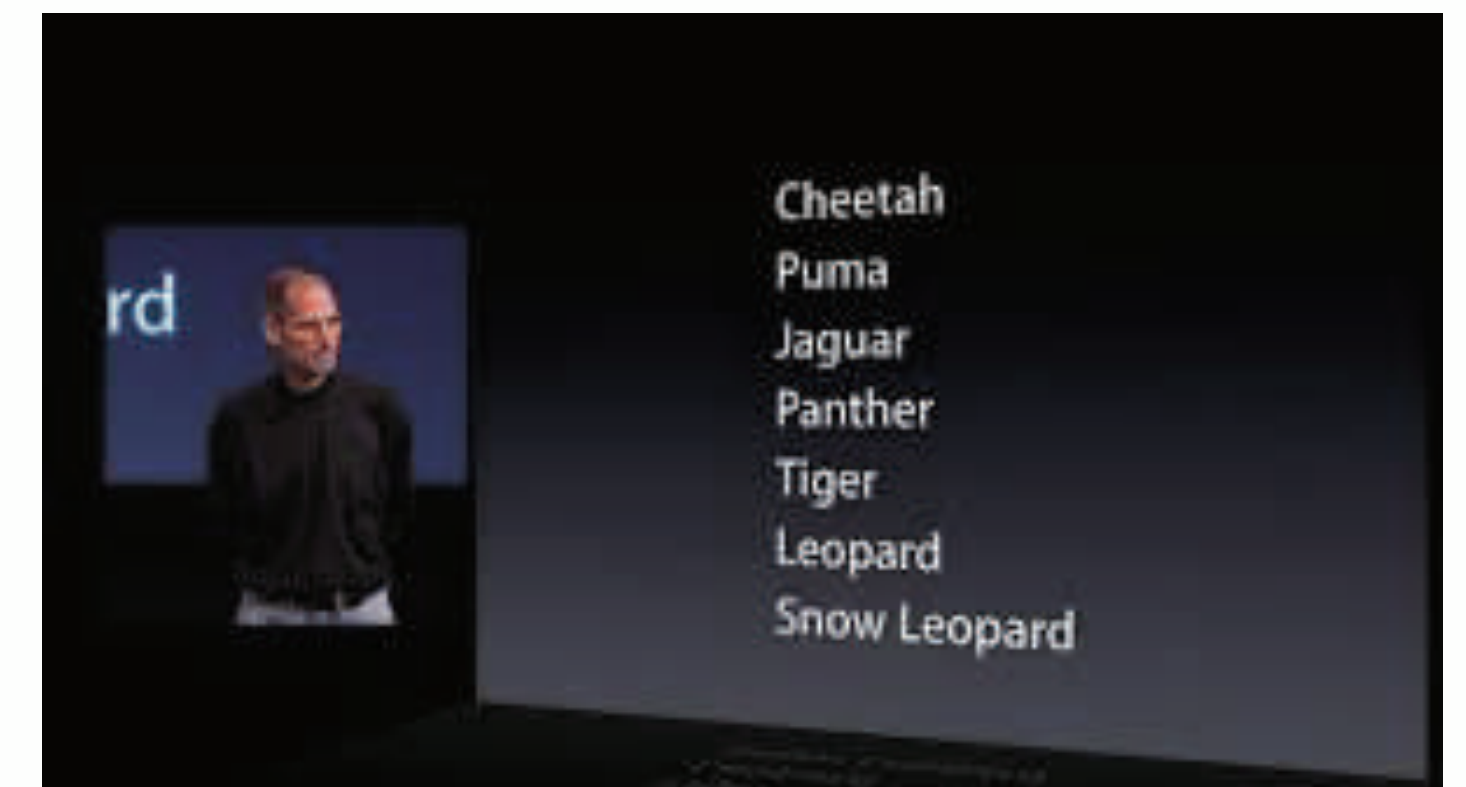 rd
Cheetah
Puma
Jaguar
Panther
Tiger
Leopard
Snow Leopard